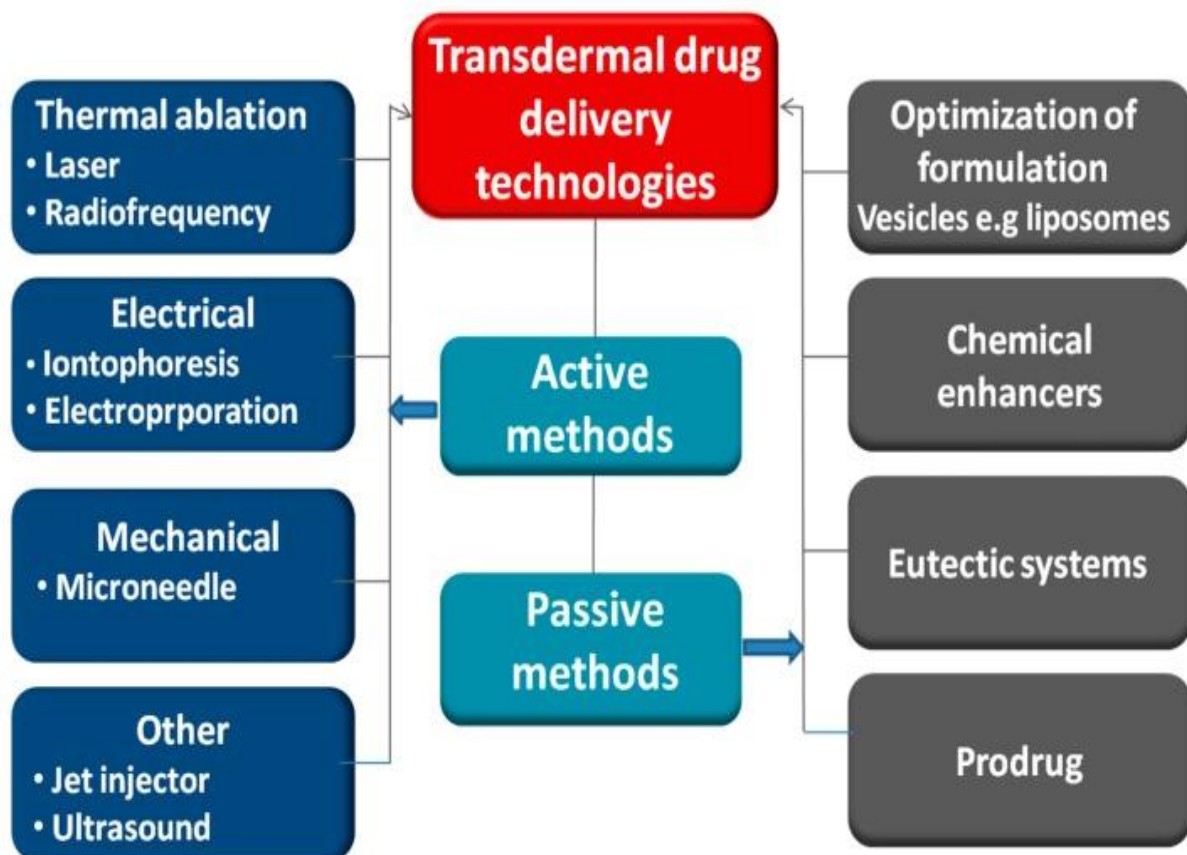 Transdermal drug
delivery
technologies
Thermal ablation
• Laser
• Radiofrequency
Electrical
• Iontophoresis
• Electroprporation
Mechanical
• Microneedle
Other
• Jet injector
• Ultrasound
Active
methods
Passive
methods
Optimization of
formulation
Vesicles e.g liposomes
Chemical
enhancers
Eutectic systems
Prodrug